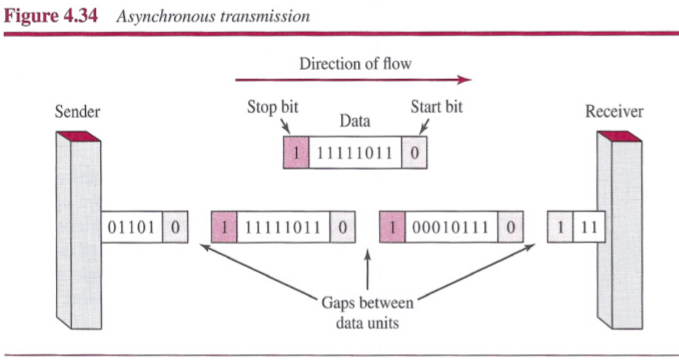 Figure 4.34 Asynchronous transmission
Direction of flow
Sender
Stop bit
Data
Start bit
Receiver
1 11111011 0
01101 0
1 11111011 0
1 00010111 0
1 11
Gaps between
data units